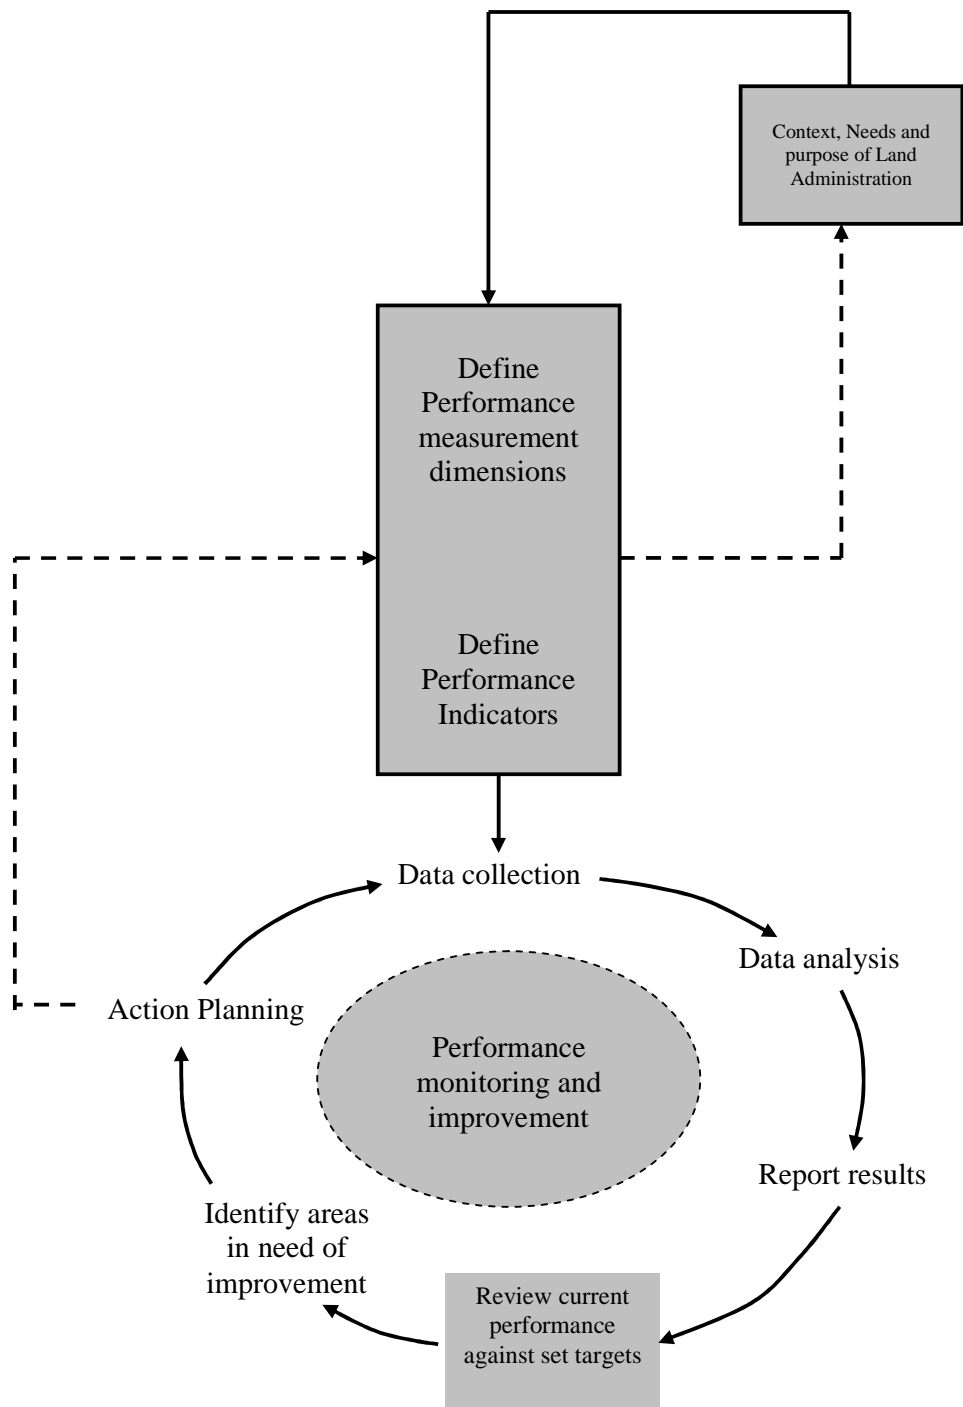 Context, Needs and
purpose of Land
Administration
Define
Performance
measurement
dimensions
Define
Performance
Indicators
Data collection
Data analysis
Action Planning
Performance
monitoring and
improvement
Report results
Identify areas
in need of
improvement
Review current
performance
against set targets